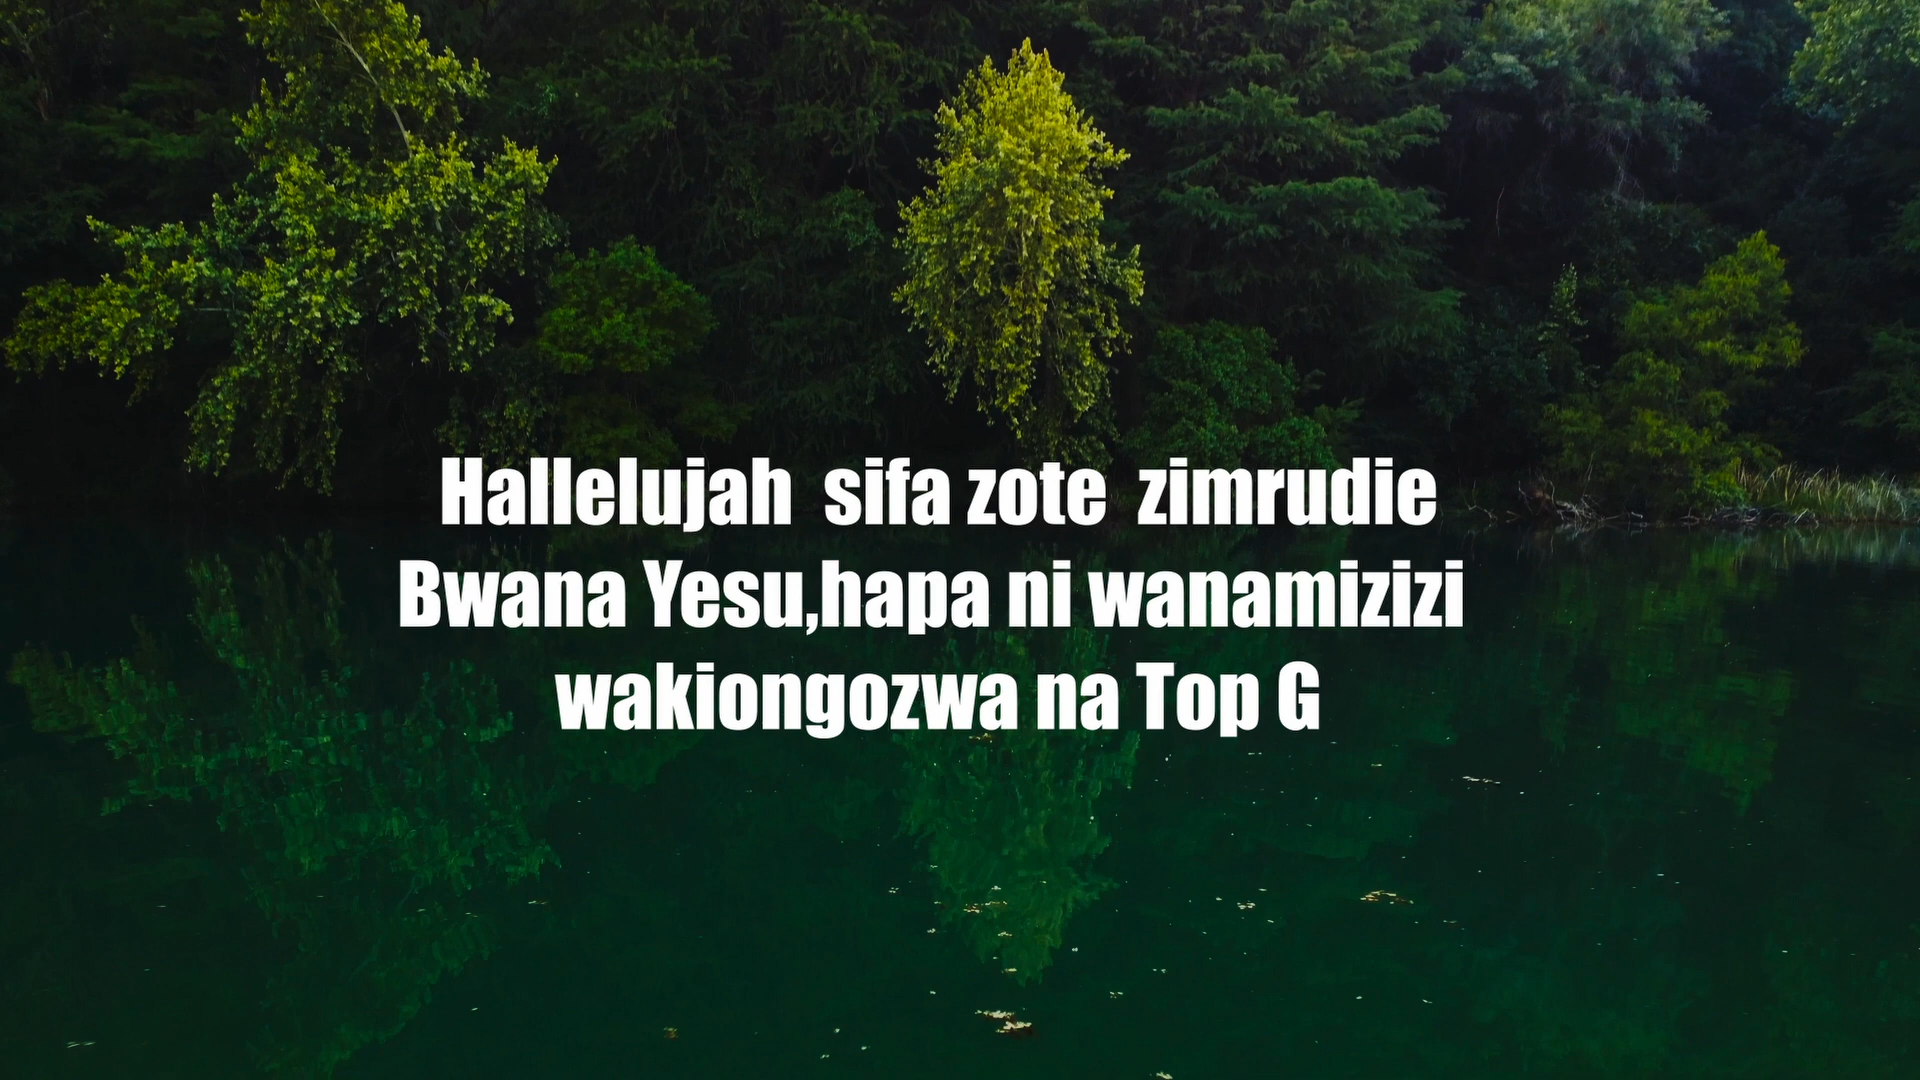 Hallelujah  sifa zote  zimrudie
Bwana Yesu,hapa ni wanamizizi
wakiongozwa na Top G